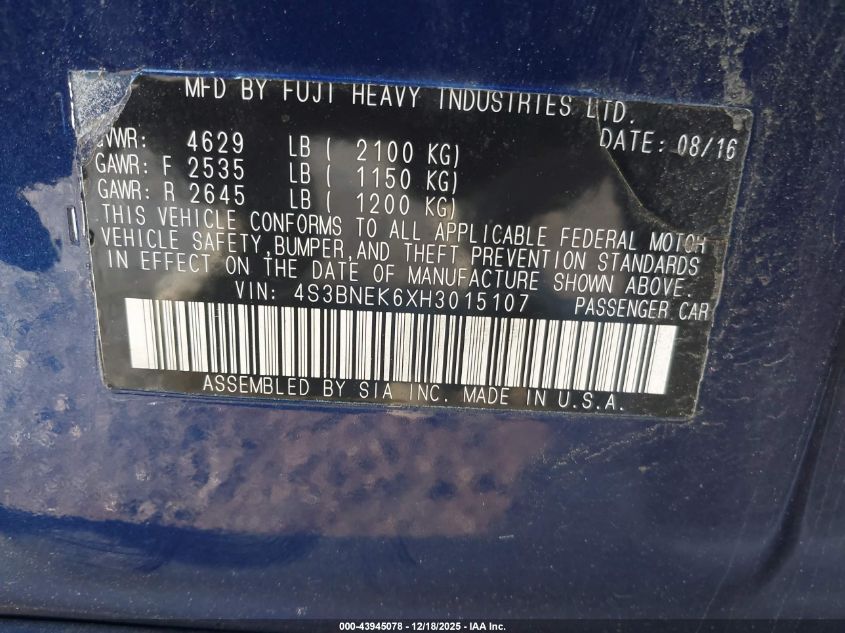 MFD BY FUJI HEAVY INDUSTRIES LTD.
DATE: 08/16
GVWR: 4629 LB ( 2100 KG)
GAWR: F 2535 LB ( 1150 KG)
GAWR: R 2645 LB ( 1200 KG)
THIS VEHICLE CONFORMS TO ALL APPLICABLE FEDERAL MOTOR
VEHICLE SAFETY,BUMPER,AND THEFT PREVENTION STANDARDS
IN EFFECT ON THE DATE OF MANUFACTURE SHOWN ABOVE.
VIN: 4S3BNEK6XH3015107 PASSENGER CAR
ASSEMBLED BY SIA INC. MADE IN U.S.A.
000-43945078 - 12/18/2025 - IAA Inc.